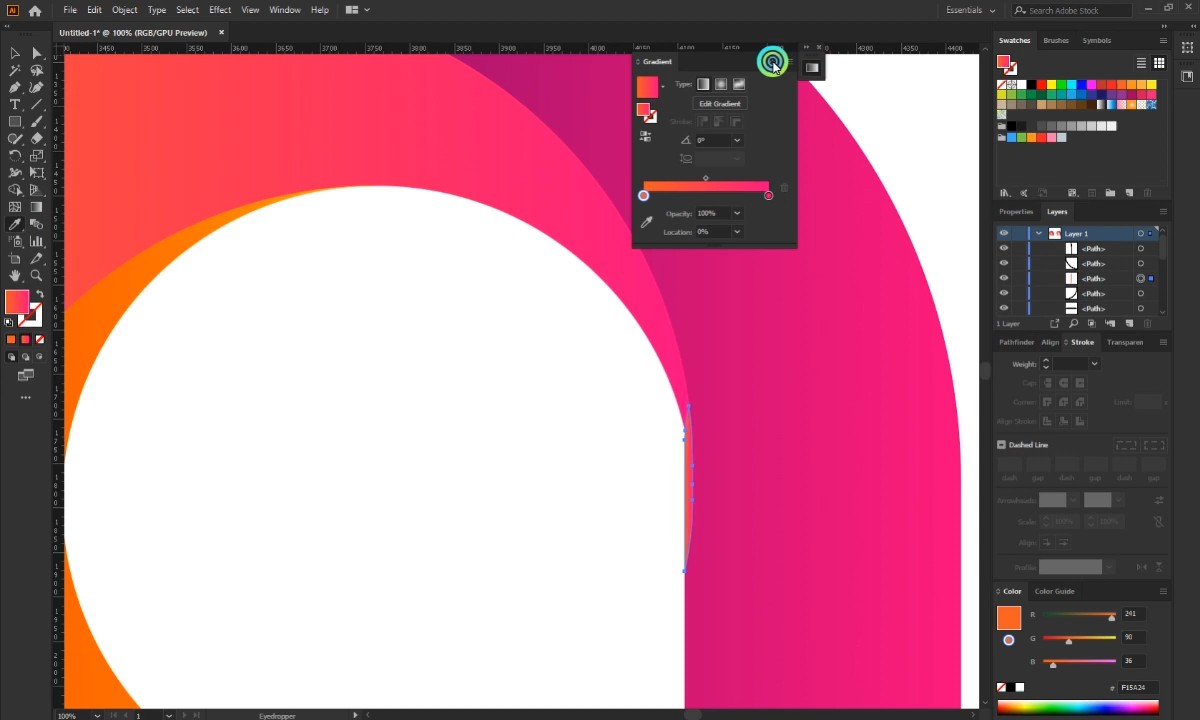 Ai File Edit Object Type Select Effect View Window Help Essentials Search Adobe Stock
Untitled-1* @ 100% (RGB/GPU Preview) ×
3450 3500 3550 3600 3650 3700 3750 3800 3850 3900 3950 4000 4300 4350 4400
Gradient
Type:
Edit Gradient
Stroke:
0°
Opacity: 100%
Location: 0%
Swatches Brushes Symbols
Properties Layers
Layer 1
<Path>
<Path>
<Path>
<Path>
<Path>
1 Layer
Pathfinder Align Stroke Transparen
Weight:
Cap:
Corner: Limit:
Align Stroke:
Dashed Line
dash gap dash gap dash gap
Arrowheads:
Scale: 100% 100%
Align:
Profile:
Color Color Guide
R 241
G 90
B 36
# F15A24
100% 1 Eyedropper